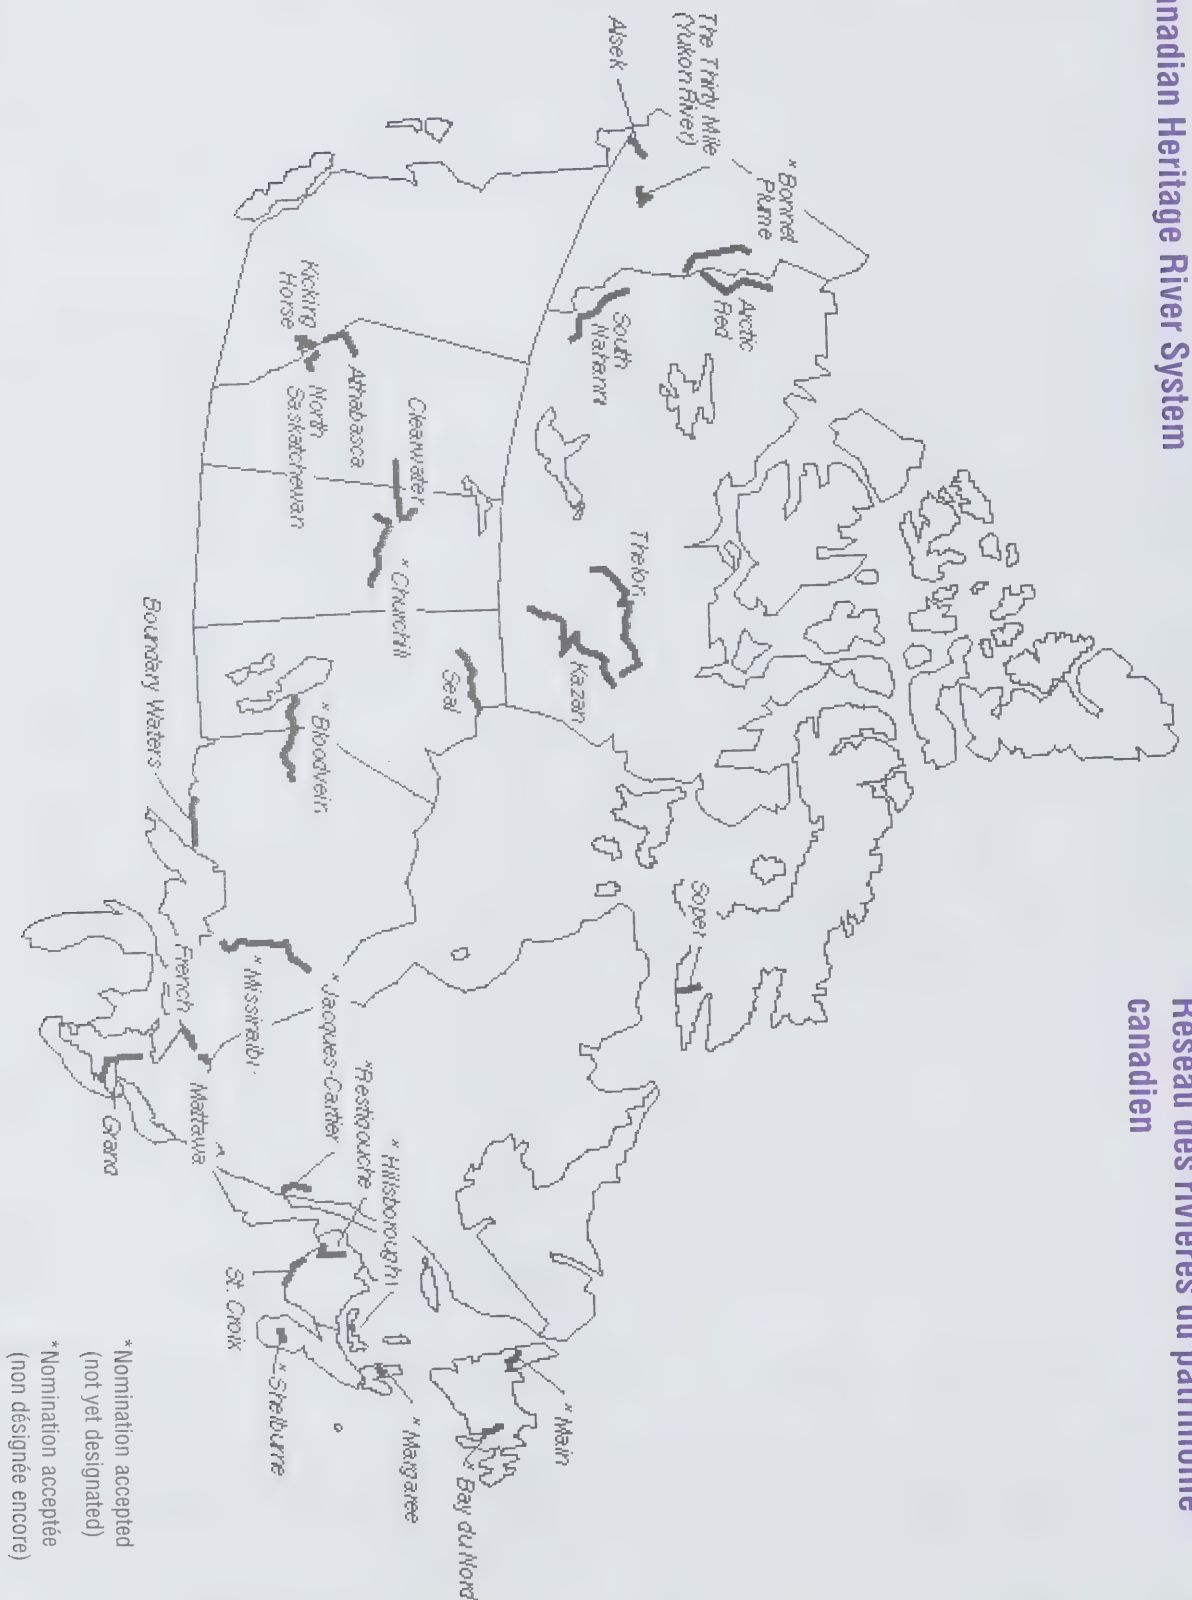 Canadian Heritage River System
Réseau des rivières du patrimoine
canadien
The Thirty Mile
(Yukon River)
Alsek
*Bonnet
Plume
Arctic
Red
South
Nahanni
Kicking
Horse
Athabasca
North
Saskatchewan
Clearwater
*Churchill
Thelon
Kazan
Seal
*Bloodvein
Boundary Waters
Soper
French
*Missinaibi
Mattawa
Grand
*Jacques-Cartier
*Restigouche
*Hillsborough
St. Croix
*Shelburne
*Margaree
*Main
*Bay du Nord
*Nomination accepted
(not yet designated)
*Nomination acceptée
(non désignée encore)